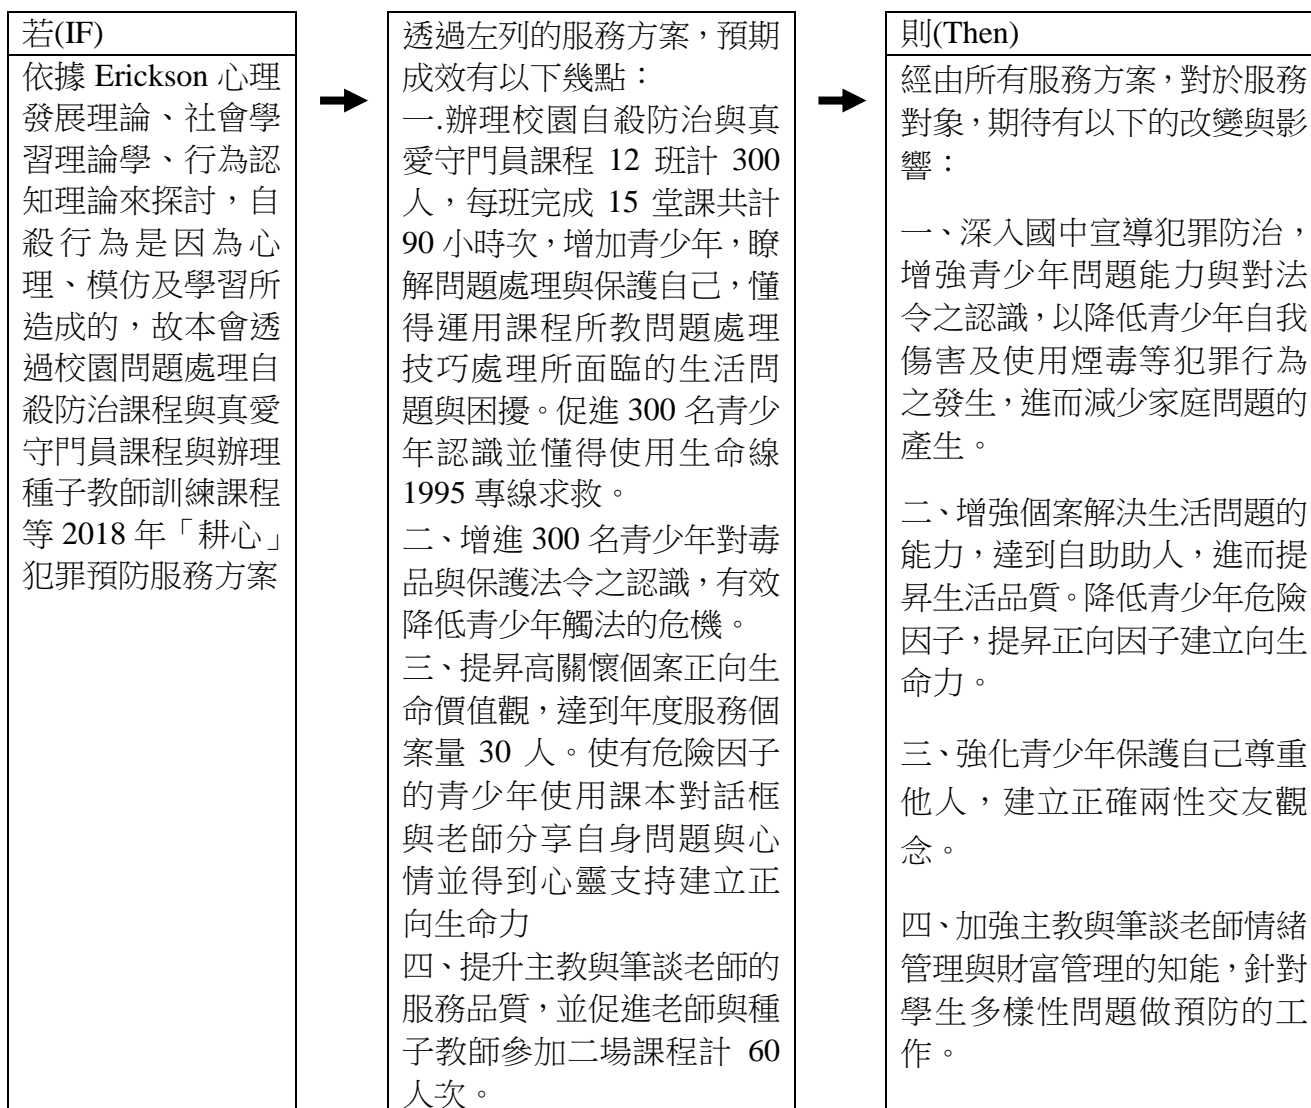 若(IF)
依據 Erickson 心理
發展理論、社會學
習理論學、行為認
知理論來探討，自
殺行為是因為心
理、模仿及學習所
造成的，故本會透
過校園問題處理自
殺防治課程與真愛
守門員課程與辦理
種子教師訓練課程
等 2018 年「耕心」
犯罪預防服務方案
透過左列的服務方案，預期
成效有以下幾點：
一.辦理校園自殺防治與真
愛守門員課程 12 班計 300
人，每班完成 15 堂課共計
90 小時次，增加青少年，瞭
解問題處理與保護自己，懂
得運用課程所教問題處理
技巧處理所面臨的生活問
題與困擾。促進 300 名青少
年認識並懂得使用生命線
1995 專線求救。
二、增進 300 名青少年對毒
品與保護法令之認識，有效
降低青少年觸法的危機。
三、提昇高關懷個案正向生
命價值觀，達到年度服務個
案量 30 人。使有危險因子
的青少年使用課本對話框
與老師分享自身問題與心
情並得到心靈支持建立正
向生命力
四、提升主教與筆談老師的
服務品質，並促進老師與種
子教師參加二場課程計 60
人次。
則(Then)
經由所有服務方案，對於服務
對象，期待有以下的改變與影
響：
一、深入國中宣導犯罪防治，
增強青少年問題能力與對法
令之認識，以降低青少年自我
傷害及使用煙毒等犯罪行為
之發生，進而減少家庭問題的
產生。
二、增強個案解決生活問題的
能力，達到自助助人，進而提
昇生活品質。降低青少年危險
因子，提昇正向因子建立向生
命力。
三、強化青少年保護自己尊重
他人，建立正確兩性交友觀
念。
四、加強主教與筆談老師情緒
管理與財富管理的知能，針對
學生多樣性問題做預防的工
作。